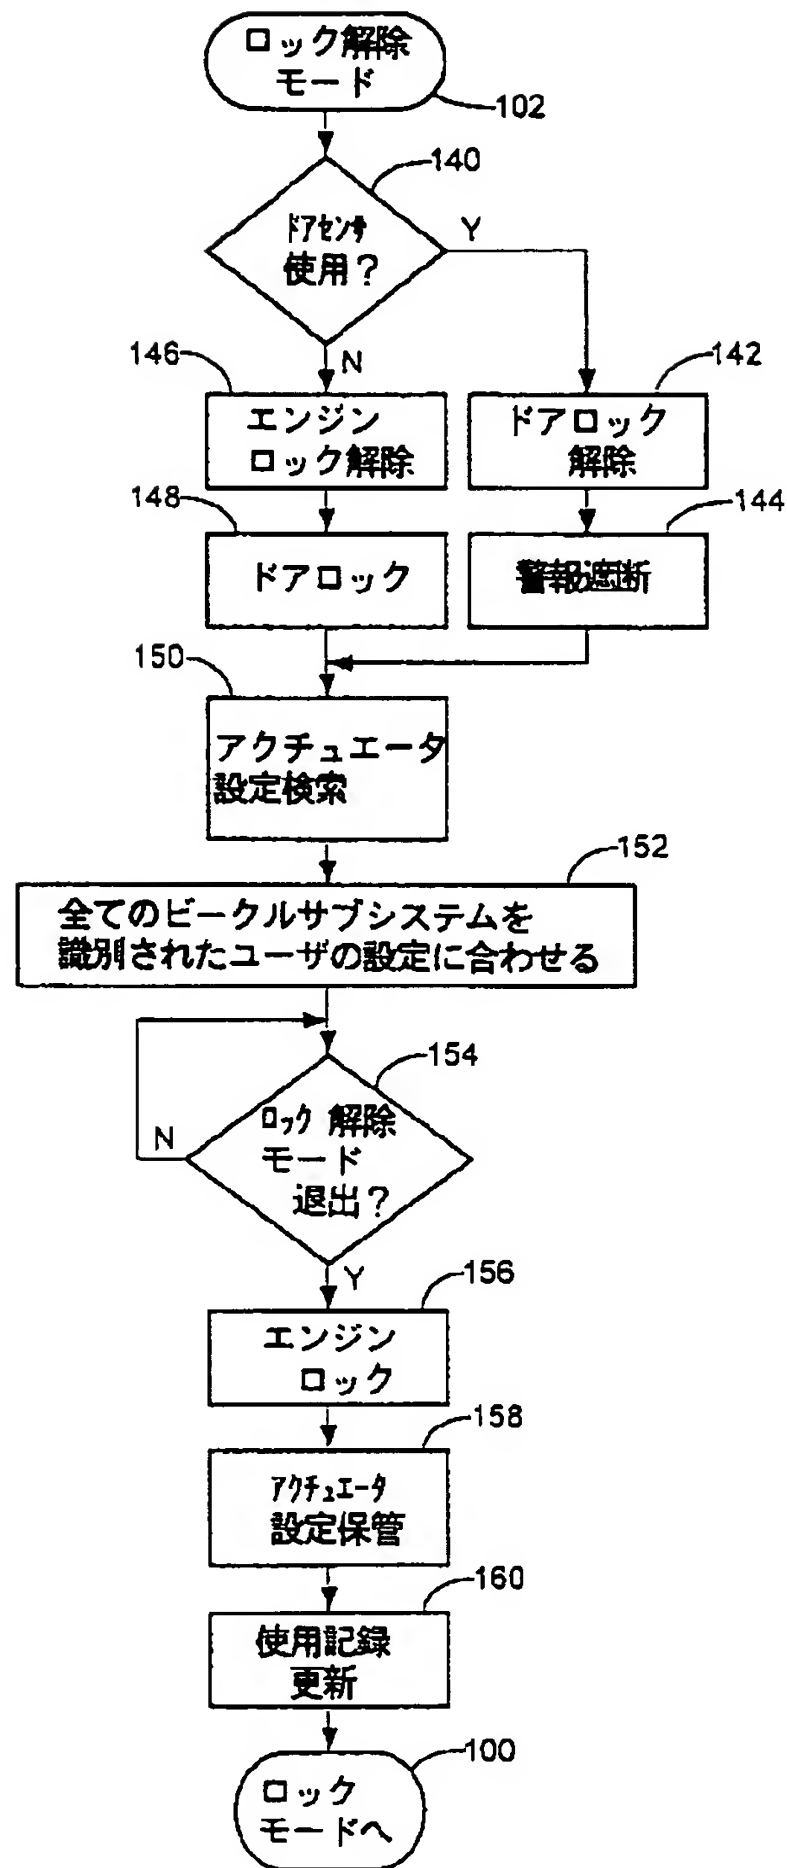 ロック解除
モード
102
140
ドアセンサ
使用?
Y
N
146
エンジン
ロック解除
142
ドアロック
解除
148
ドアロック
144
警報遮断
150
アクチュエータ
設定検索
152
全てのビークルサブシステムを
識別されたユーザの設定に合わせる
154
ロック 解除
モード
退出?
N
Y
156
エンジン
ロック
158
アクチュエータ
設定保管
160
使用記録
更新
100
ロック
モードへ